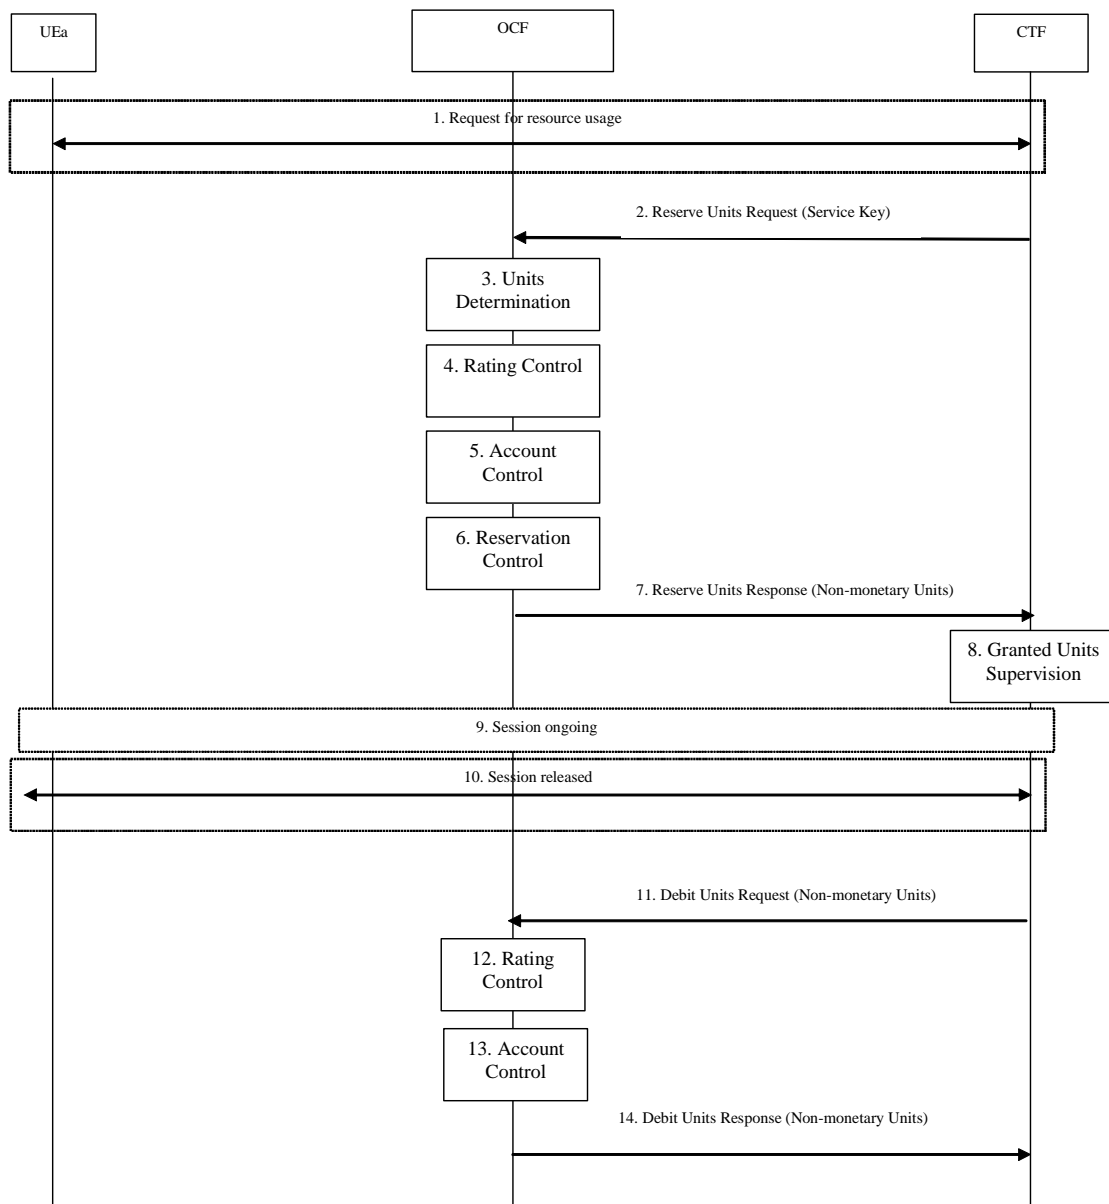 UEa
OCF
CTF
1. Request for resource usage
2. Reserve Units Request (Service Key)
3. Units
Determination
4. Rating Control
5. Account
Control
6. Reservation
Control
7. Reserve Units Response (Non-monetary Units)
8. Granted Units
Supervision
9. Session ongoing
10. Session released
11. Debit Units Request (Non-monetary Units)
12. Rating
Control
13. Account
Control
14. Debit Units Response (Non-monetary Units)